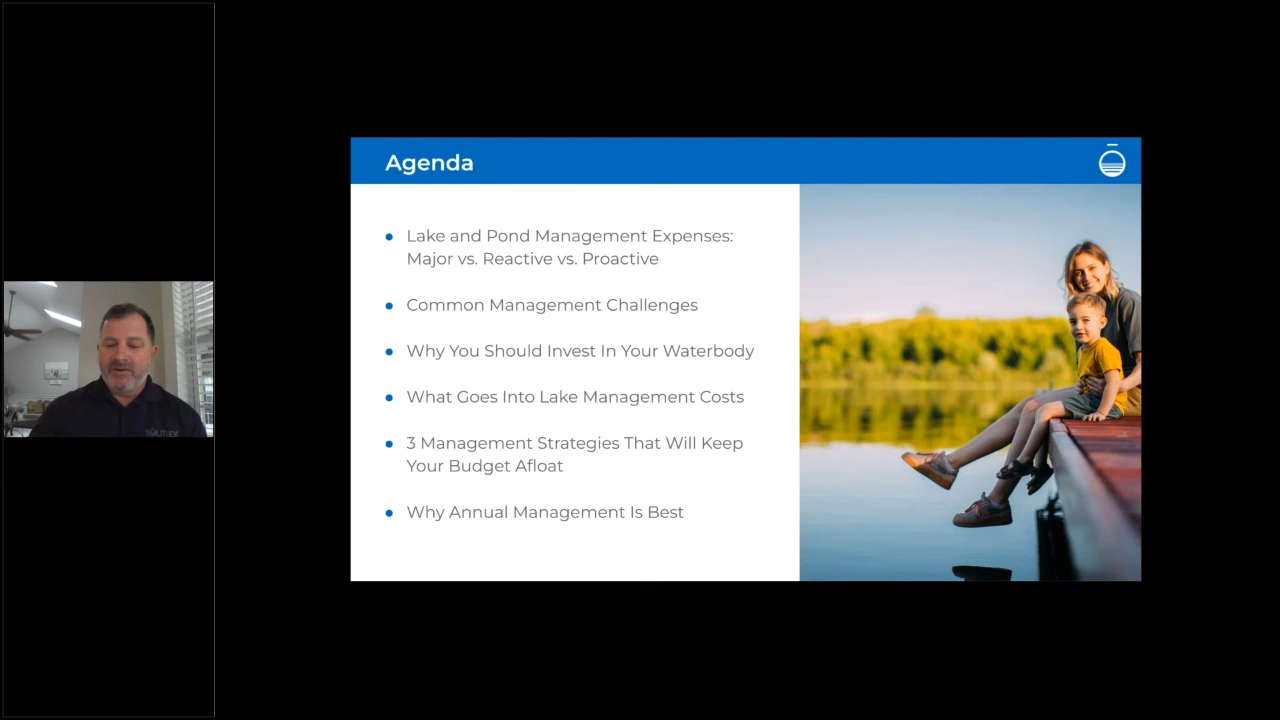 Agenda
Lake and Pond Management Expenses:
Major vs. Reactive vs. Proactive
Common Management Challenges
Why You Should Invest In Your Waterbody
What Goes Into Lake Management Costs
3 Management Strategies That Will Keep
Your Budget Afloat
Why Annual Management Is Best
SOLITUDE